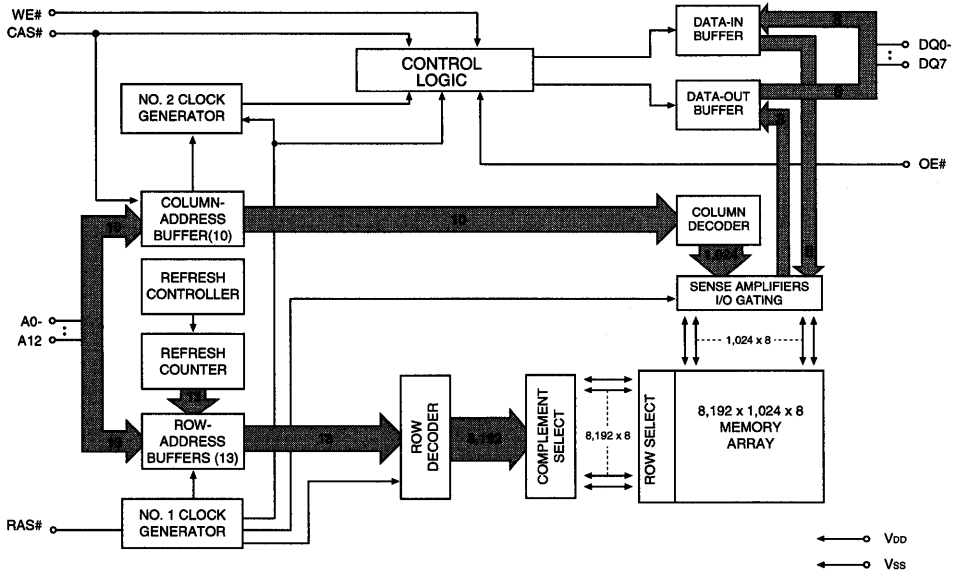 WE#
CAS#
CONTROL
LOGIC
DATA-IN
BUFFER
8
DQ0-
DQ7
NO. 2 CLOCK
GENERATOR
DATA-OUT
BUFFER
8
8
OE#
COLUMN-
ADDRESS
BUFFER(10)
10
10
COLUMN
DECODER
1,024
8
REFRESH
CONTROLLER
SENSE AMPLIFIERS
I/O GATING
A0-
A12
REFRESH
COUNTER
1,024 x 8
13
ROW-
ADDRESS
BUFFERS (13)
13
13
ROW
DECODER
8,192
COMPLEMENT
SELECT
8,192 x 8
ROW SELECT
8,192 x 1,024 x 8
MEMORY
ARRAY
RAS#
NO. 1 CLOCK
GENERATOR
VDD
VSS